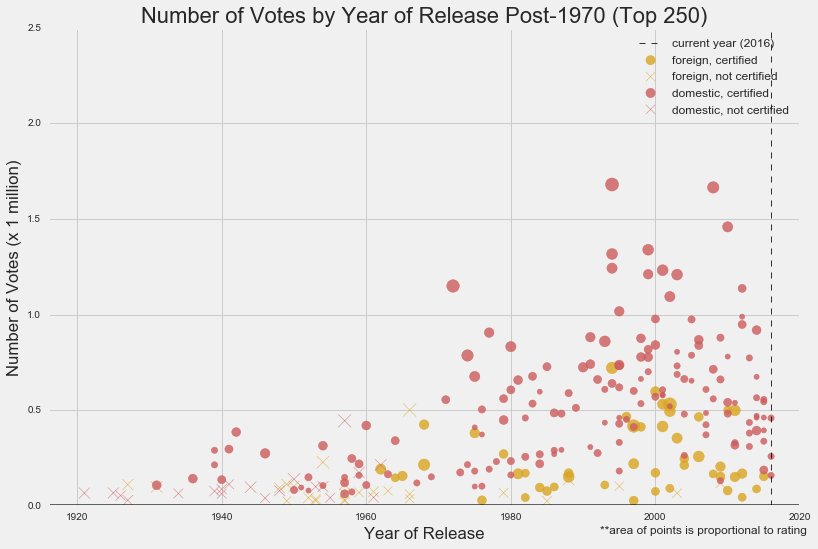 Number of Votes by Year of Release Post-1970 (Top 250)
2.5
current year (2016)
foreign, certified
foreign, not certified
domestic, certified
domestic, not certified
2.0
1.5
1.0
0.5
0.0
Number of Votes (x 1 million)
1920 1940 1960 1980 2000 2020
Year of Release
**area of points is proportional to rating